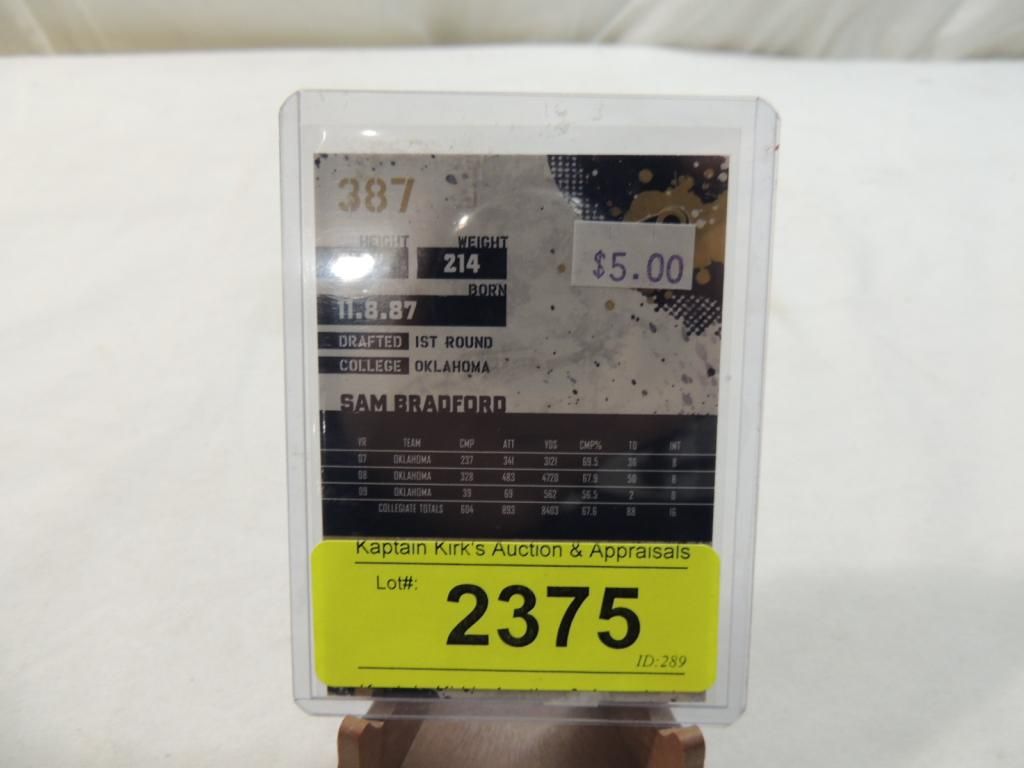 387
$5.00
HEIGHT WEIGHT
214
BORN
11.8.87
DRAFTED 1ST ROUND
COLLEGE OKLAHOMA
SAM BRADFORD
YR TEAM CMP ATT YDS CMP% TD INT
07 OKLAHOMA 237 341 3121 69.5 36 8
08 OKLAHOMA 328 483 4720 67.9 50 8
09 OKLAHOMA 39 69 562 56.5 2 0
COLLEGIATE TOTALS 604 893 8403 67.6 88 16
Kaptain Kirk's Auction & Appraisals
Lot#: 2375
ID:289